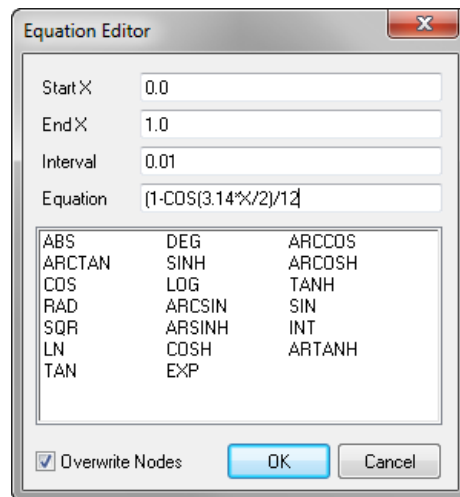 Equation Editor
Start X 0.0
End X 1.0
Interval 0.01
Equation (1-COS(3.14*X/2)/12
ABS DEG ARCCOS
ARCTAN SINH ARCOSH
COS LOG TANH
RAD ARCSIN SIN
SQR ARSINH INT
LN COSH ARTANH
TAN EXP
Overwrite Nodes OK Cancel